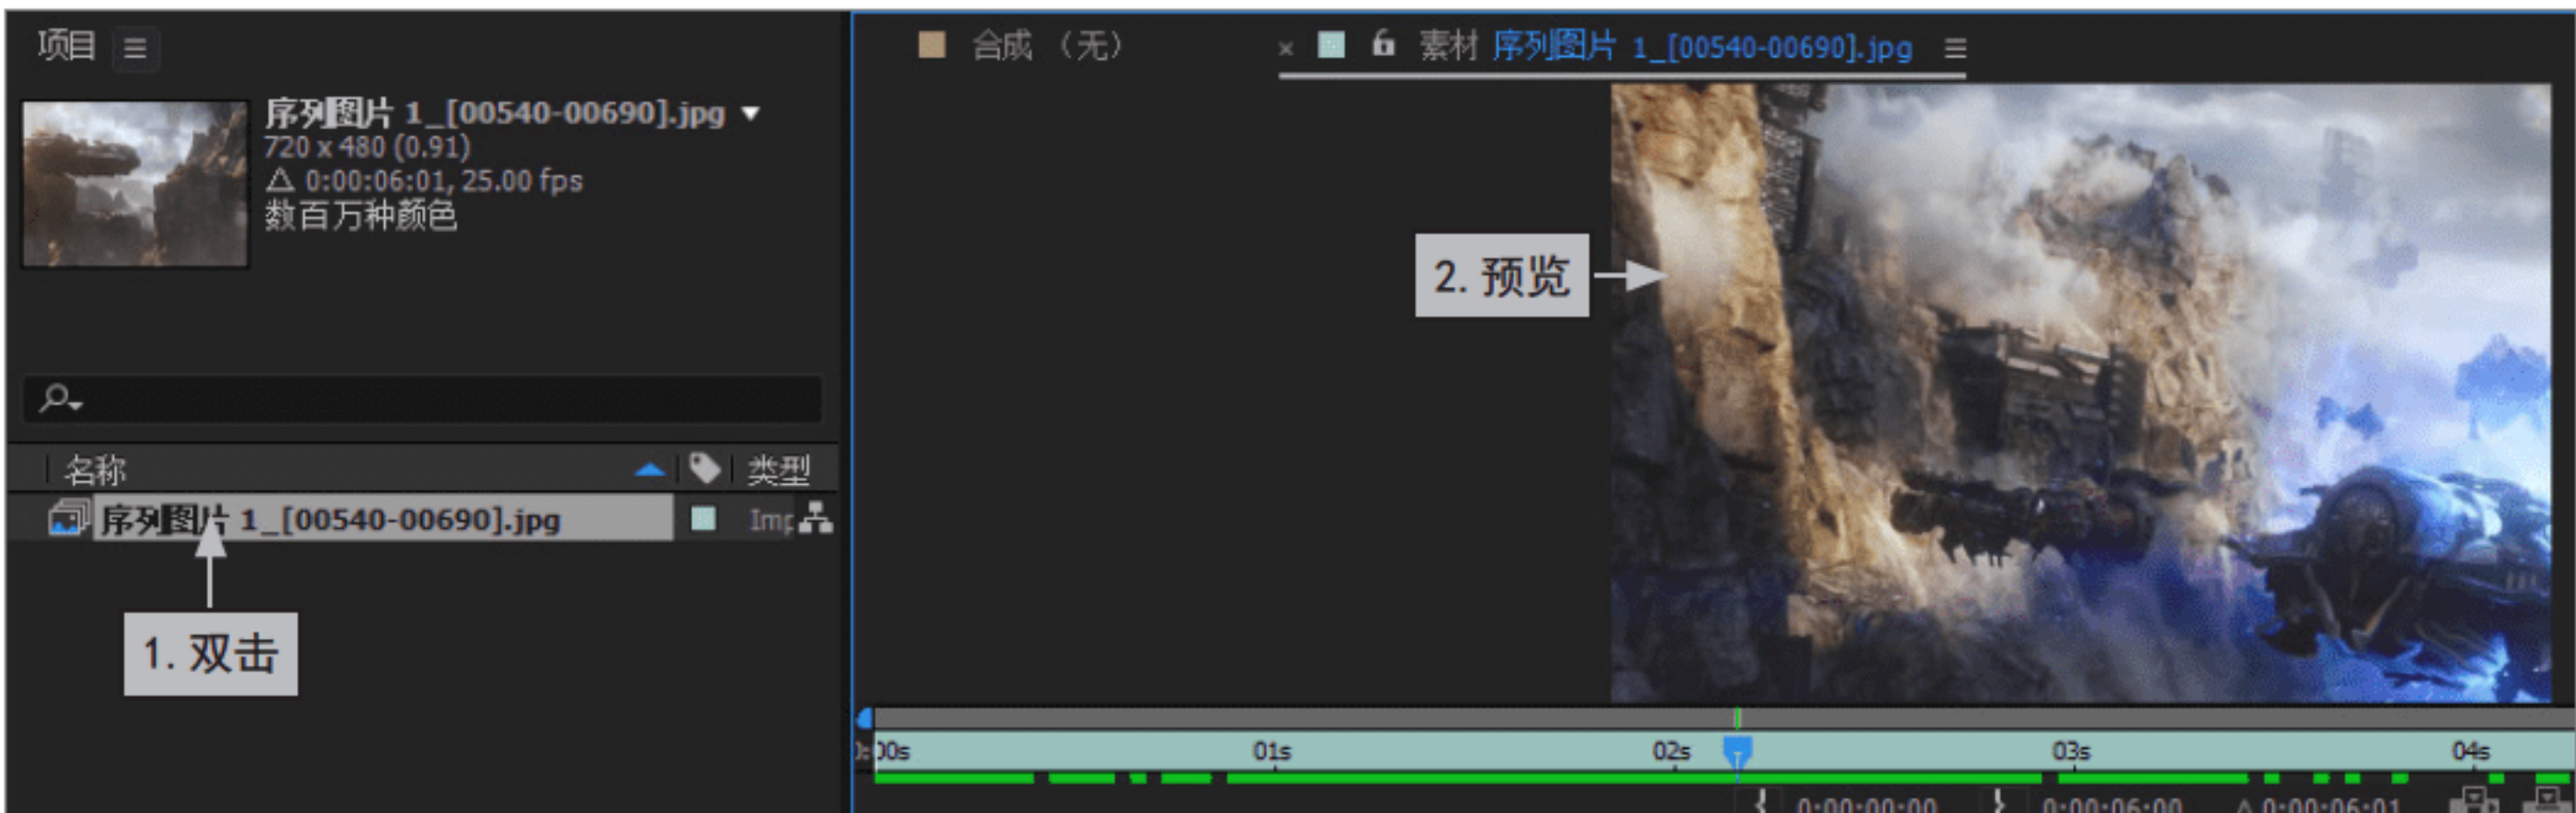 项目
序列图片 1_[00540-00690].jpg
720 x 480 (0.91)
△ 0:00:06:01, 25.00 fps
数百万种颜色
名称
类型
序列图片 1_[00540-00690].jpg
Imp
1. 双击
合成 （无）
× 素材 序列图片 1_[00540-00690].jpg
2. 预览
00s 01s 02s 03s 04s
0:00:00:00 0:00:06:00 △ 0:00:06:01